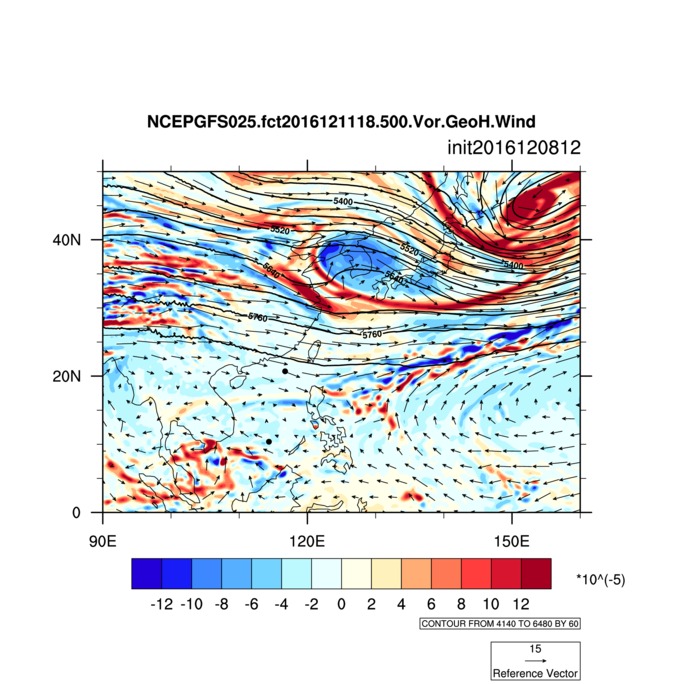 NCEPGFS025.fct2016121118.500.Vor.GeoH.Wind
init2016120812
5400
5520
5520
5400
5640
5640
5760
5760
40N
20N
0
90E 120E 150E
-12 -10 -8 -6 -4 -2 0 2 4 6 8 10 12
*10^(-5)
CONTOUR FROM 4140 TO 6480 BY 60
15
Reference Vector